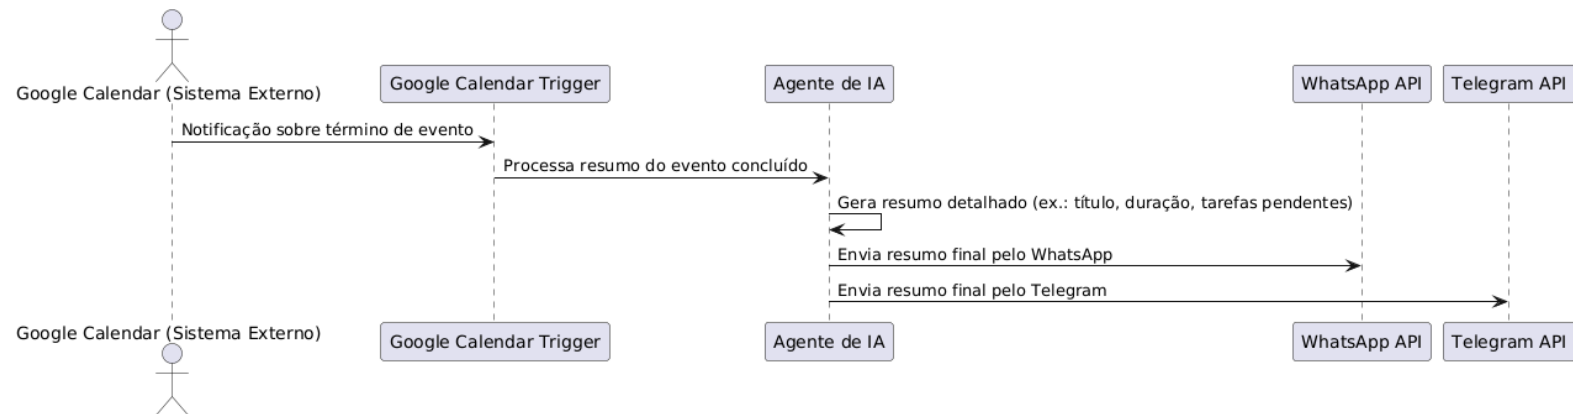 Google Calendar (Sistema Externo)
Google Calendar Trigger
Agente de IA
WhatsApp API
Telegram API
Notificação sobre término de evento
Processa resumo do evento concluído
Gera resumo detalhado (ex.: título, duração, tarefas pendentes)
Envia resumo final pelo WhatsApp
Envia resumo final pelo Telegram
Google Calendar (Sistema Externo)
Google Calendar Trigger
Agente de IA
WhatsApp API
Telegram API